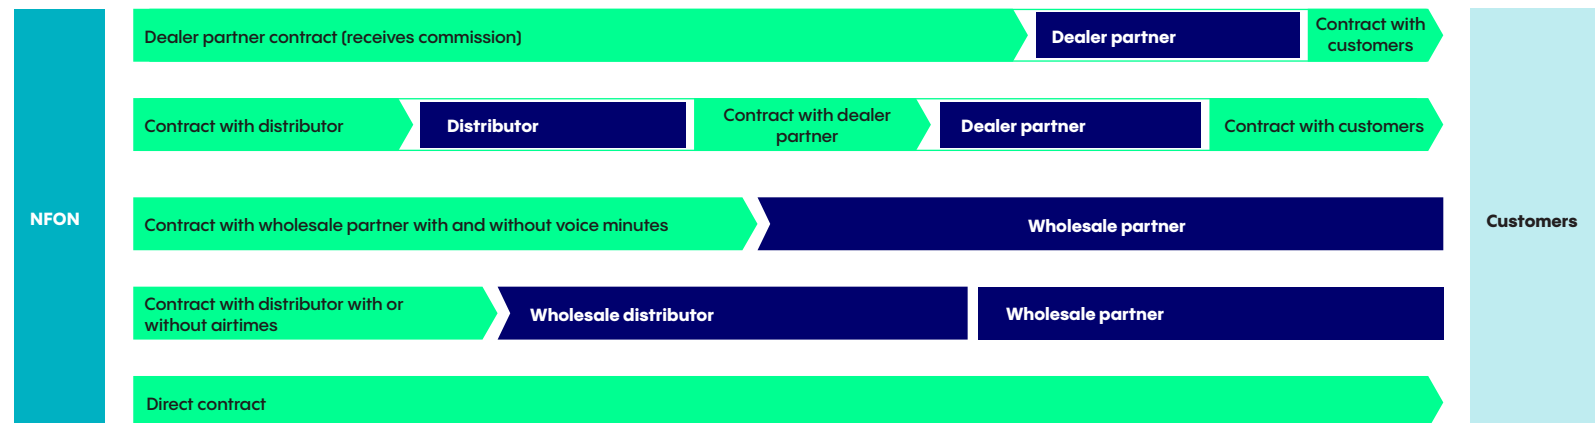 NFON
Dealer partner contract (receives commission)
Dealer partner
Contract with
customers
Contract with distributor
Distributor
Contract with dealer
partner
Dealer partner
Contract with customers
Contract with wholesale partner with and without voice minutes
Wholesale partner
Contract with distributor with or
without airtimes
Wholesale distributor
Wholesale partner
Direct contract
Customers